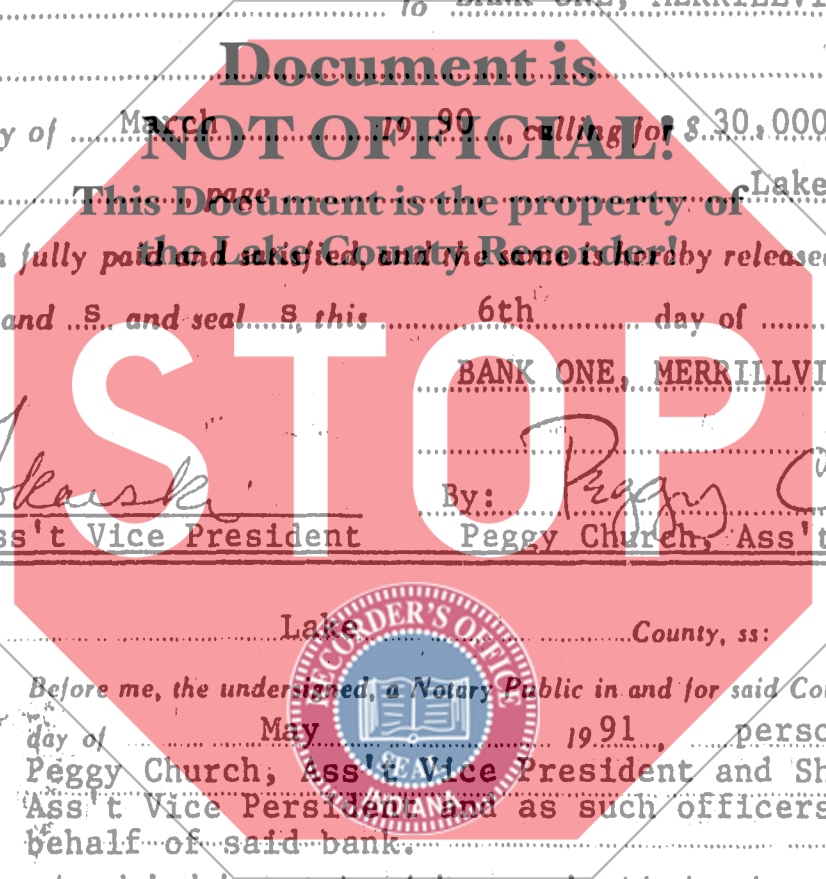 to BANK ONE, MERRILLVI
Document is
y of March 19 90, calling for $ 30,000
NOT OFFICIAL!
page Lake
This Document is the property of
fully paid and satisfied, and the same is hereby released
the Lake County Recorder!
and s and seal s, this 6th day of
STOP
BANK ONE, MERRILLVI
By: Peggy C
ss't Vice President Peggy Church, Ass't
Lake County, ss:
RECORDER'S OFFICE
Before me, the undersigned, a Notary Public in and for said Co
day of May 1991, perso
Peggy Church, Ass't Vice President and Sh
SEAL
Ass't Vice Persident and as such officers
INDIANA
behalf of said bank.